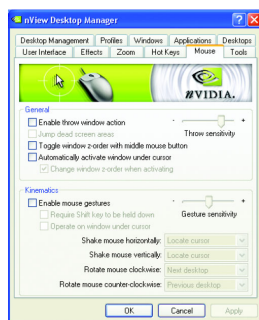 nView Desktop Manager
Desktop Management Profiles Windows Applications Desktops
User Interface Effects Zoom Hot Keys Mouse Tools
NVIDIA.
General
Enable throw window action - +
Jump dead screen areas Throw sensitivity
Toggle window z-order with middle mouse button
Automatically activate window under cursor
Change window z-order when activating
Kinematics
Enable mouse gestures - +
Require Shift key to be held down Gesture sensitivity
Operate on window under cursor
Shake mouse horizontally: Locate cursor
Shake mouse vertically: Locate cursor
Rotate mouse clockwise: Next desktop
Rotate mouse counter-clockwise: Previous desktop
OK Cancel Apply